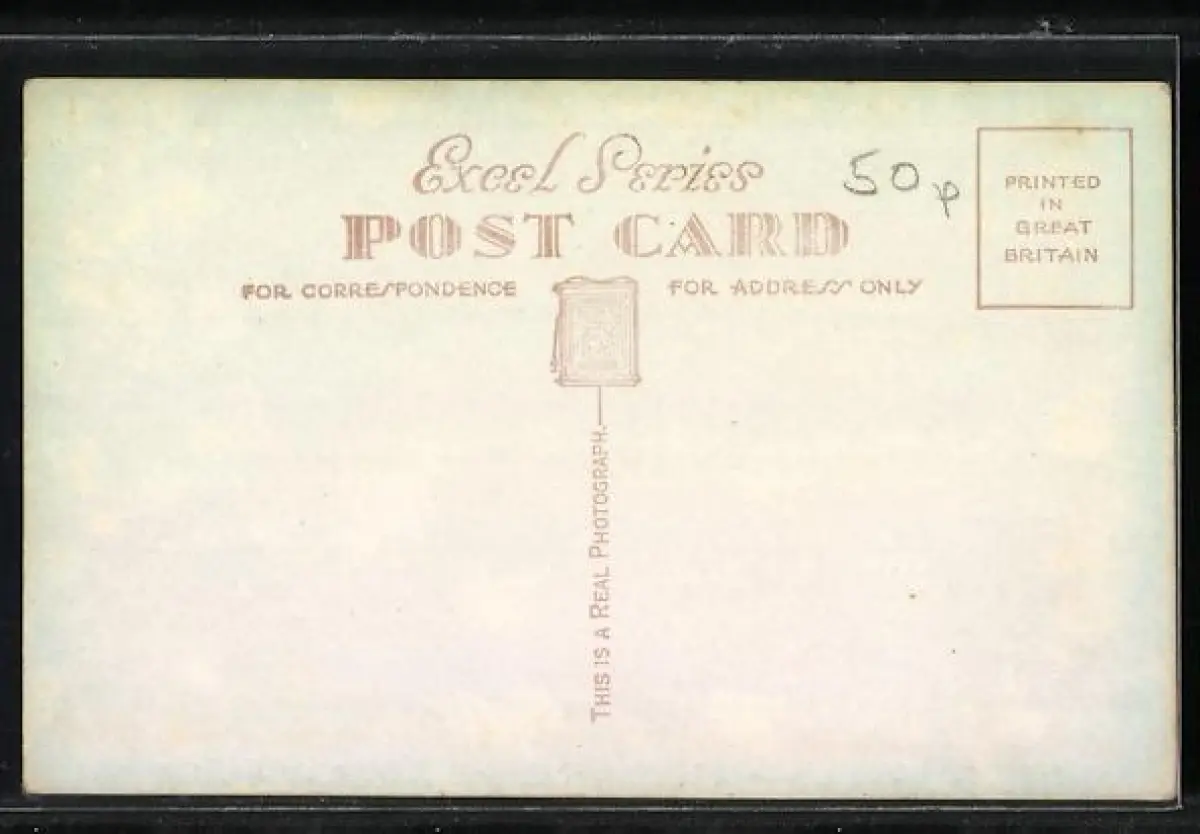 Excel Series
POST CARD
50p
PRINTED
IN
GREAT
BRITAIN
FOR CORRESPONDENCE
FOR ADDRESS ONLY
THIS IS A REAL PHOTOGRAPH.